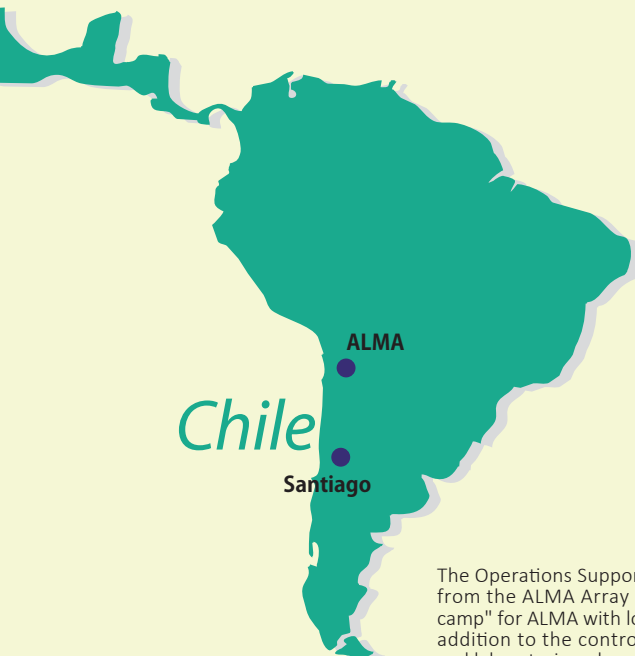 ALMA
Chile
Santiago
The Operations Suppor
from the ALMA Array
camp" for ALMA with lo
addition to the contro